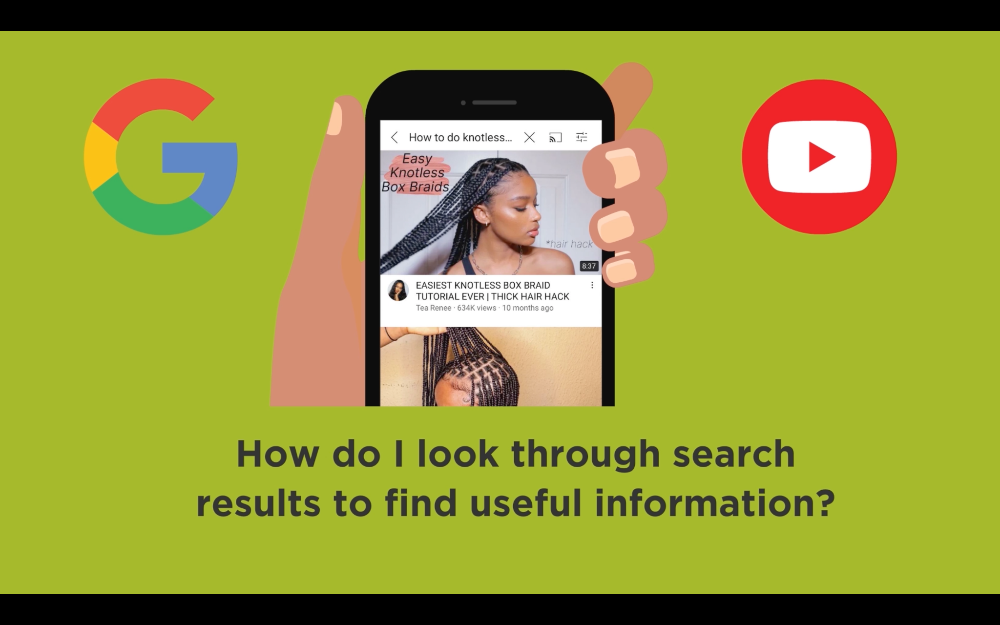 How to do knotless...
Easy
Knotless
Box Braids
*hair hack
8:37
EASIEST KNOTLESS BOX BRAID
TUTORIAL EVER | THICK HAIR HACK
Tea Renee · 634K views · 10 months ago
How do I look through search
results to find useful information?